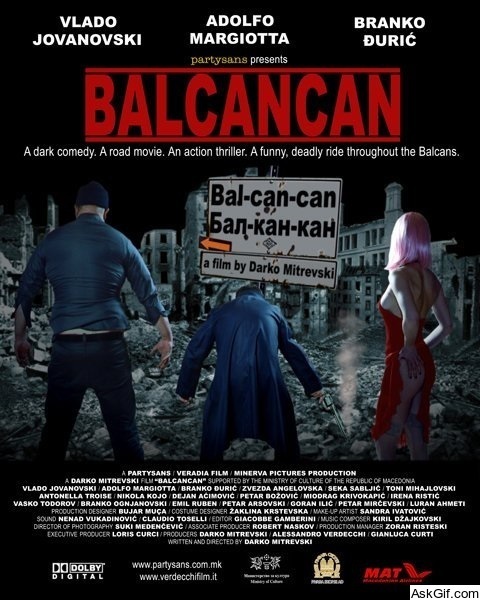 VLADO JOVANOVSKI
ADOLFO MARGIOTTA
BRANKO ĐURIĆ
partysans presents
BALCANCAN
A dark comedy. A road movie. An action thriller. A funny, deadly ride throughout the Balcans.
Bal-can-can
Бал-кан-кан
a film by Darko Mitrevski
A PARTYSANS / VERADIA FILM / MINERVA PICTURES PRODUCTION
A DARKO MITREVSKI FILM "BALCANCAN" SUPPORTED BY THE MINISTRY OF CULTURE OF THE REPUBLIC OF MACEDONIA
VLADO JOVANOVSKI / ADOLFO MARGIOTTA / BRANKO ĐURIĆ / ZVEZDA ANGELOVSKA / SEKA SABLJIĆ / TONI MIHAJLOVSKI
ANTONELLA TROISE / NIKOLA KOJO / DEJAN AĆIMOVIĆ / PETAR BOŽOVIĆ / MIODRAG KRIVOKAPIĆ / IRENA RISTIĆ
VASKO TODOROV / BRANKO OGNJANOVSKI / EMIL RUBEN / PETAR ARSOVSKI / GORAN ILIĆ / PETAR MIRČEVSKI / LURAN AHMETI
PRODUCTION DESIGNER BUJAR MUÇA / COSTUME DESIGNER ŽAKLINA KRSTEVSKA / MAKE-UP ARTIST SANDRA IVATOVIĆ
SOUND NENAD VUKADINOVIĆ / CLAUDIO TOSELLI / EDITOR GIACOBBE GAMBERINI / MUSIC COMPOSER KIRIL DŽAJKOVSKI
DIRECTOR OF PHOTOGRAPHY SUKI MEDENČEVIĆ / ASSOCIATE PRODUCER ROBERT NASKOV / PRODUCTION MANAGER ZORAN RISTESKI
EXECUTIVE PRODUCER LORIS CURCI / PRODUCERS DARKO MITREVSKI / ALESSANDRO VERDECCHI / GIANLUCA CURTI
WRITTEN AND DIRECTED BY DARKO MITREVSKI
DOLBY DIGITAL
www.partysans.com.mk
www.verdecchifilm.it
Министерство за култура
Ministry of Culture
MAT
Macedonian Airlines
AskGif.com